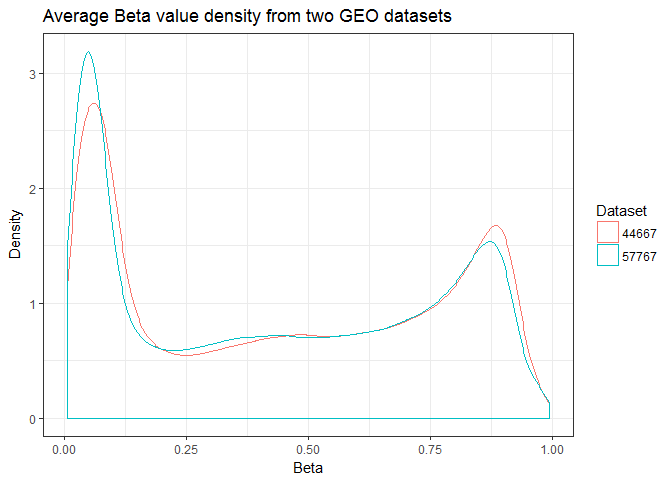 Average Beta value density from two GEO datasets
3
2
1
0
Density
0.00 0.25 0.50 0.75 1.00
Beta
Dataset
44667
57767